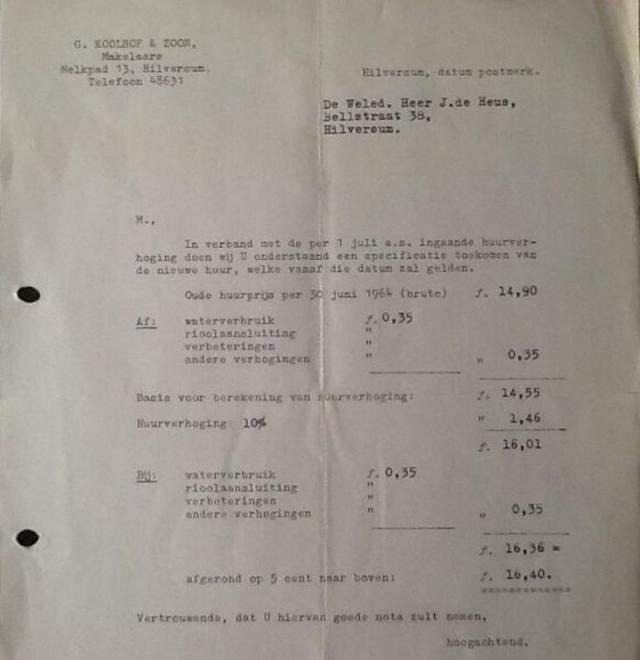 G. KOOLHOF & ZOON,
Makelaars
Melkpad 13, Hilversum.
Telefoon 48631
Hilversum, datum postmerk.
De Weled. Heer J.de Heus,
Bellstraat 38,
Hilversum.
M.,
In verband met de per 1 juli a.s. ingaande huurver-
hoging doen wij U onderstaand een specificatie toekomen van
de nieuwe huur, welke vanaf die datum zal gelden.
Oude huurprijs per 30 juni 1964 (bruto) f. 14,90
Af: waterverbruik f. 0,35
rioolaansluiting "
verbeteringen "
andere verhogingen " " 0,35
Basis voor berekening van huurverhoging: f. 14,55
Huurverhoging: 10% " 1,46
f. 16,01
Bij: waterverbruik f. 0,35
rioolaansluiting "
verbeteringen "
andere verhogingen " " 0,35
f. 16,36 =
afgerond op 5 cent naar boven: f. 16,40.
Vertrouwende, dat U hiervan goede nota zult nemen,
hoogachtend,